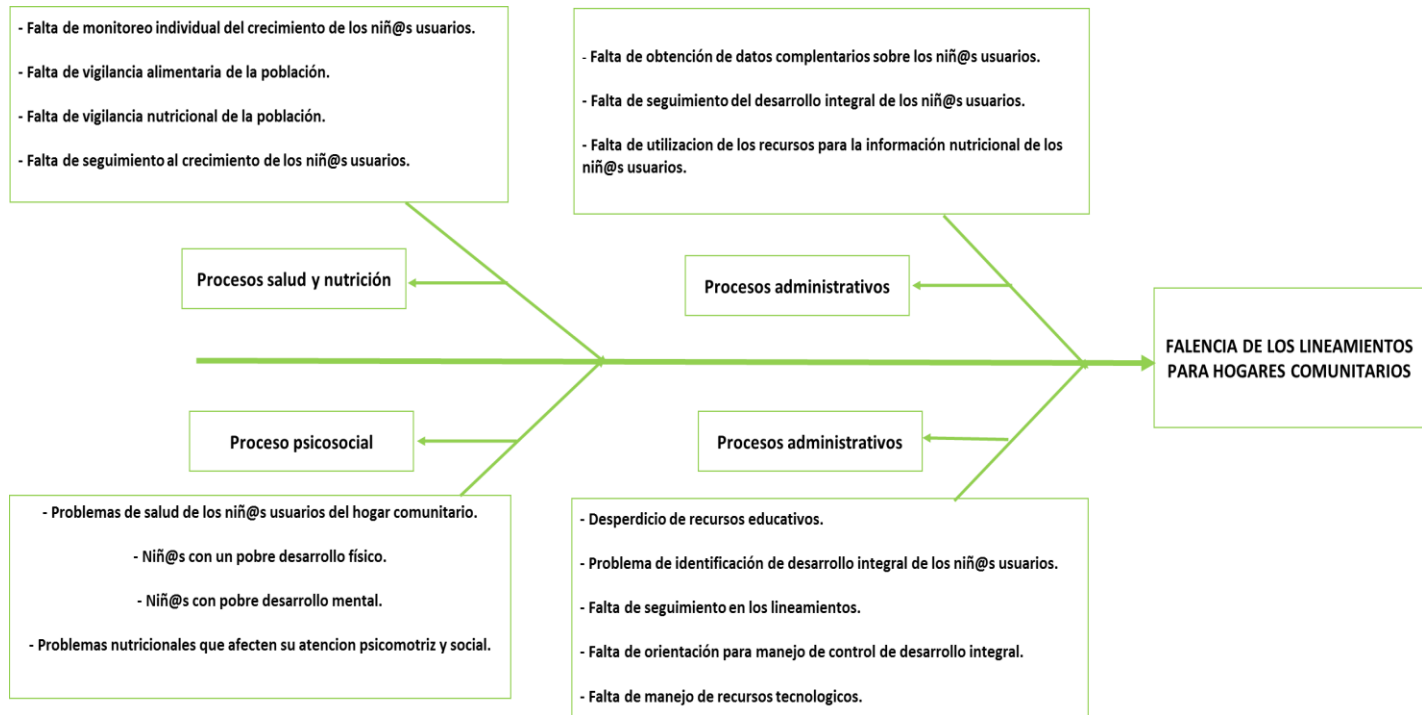 - Falta de monitoreo individual del crecimiento de los niñ@s usuarios.
- Falta de vigilancia alimentaria de la población.
- Falta de vigilancia nutricional de la población.
- Falta de seguimiento al crecimiento de los niñ@s usuarios.
- Falta de obtención de datos complentarios sobre los niñ@s usuarios.
- Falta de seguimiento del desarrollo integral de los niñ@s usuarios.
- Falta de utilizacion de los recursos para la información nutricional de los
niñ@s usuarios.
Procesos salud y nutrición
Procesos administrativos
FALENCIA DE LOS LINEAMIENTOS
PARA HOGARES COMUNITARIOS
Proceso psicosocial
Procesos administrativos
- Problemas de salud de los niñ@s usuarios del hogar comunitario.
- Niñ@s con un pobre desarrollo físico.
- Niñ@s con pobre desarrollo mental.
- Problemas nutricionales que afecten su atencion psicomotriz y social.
- Desperdicio de recursos educativos.
- Problema de identificación de desarrollo integral de los niñ@s usuarios.
- Falta de seguimiento en los lineamientos.
- Falta de orientación para manejo de control de desarrollo integral.
- Falta de manejo de recursos tecnologicos.